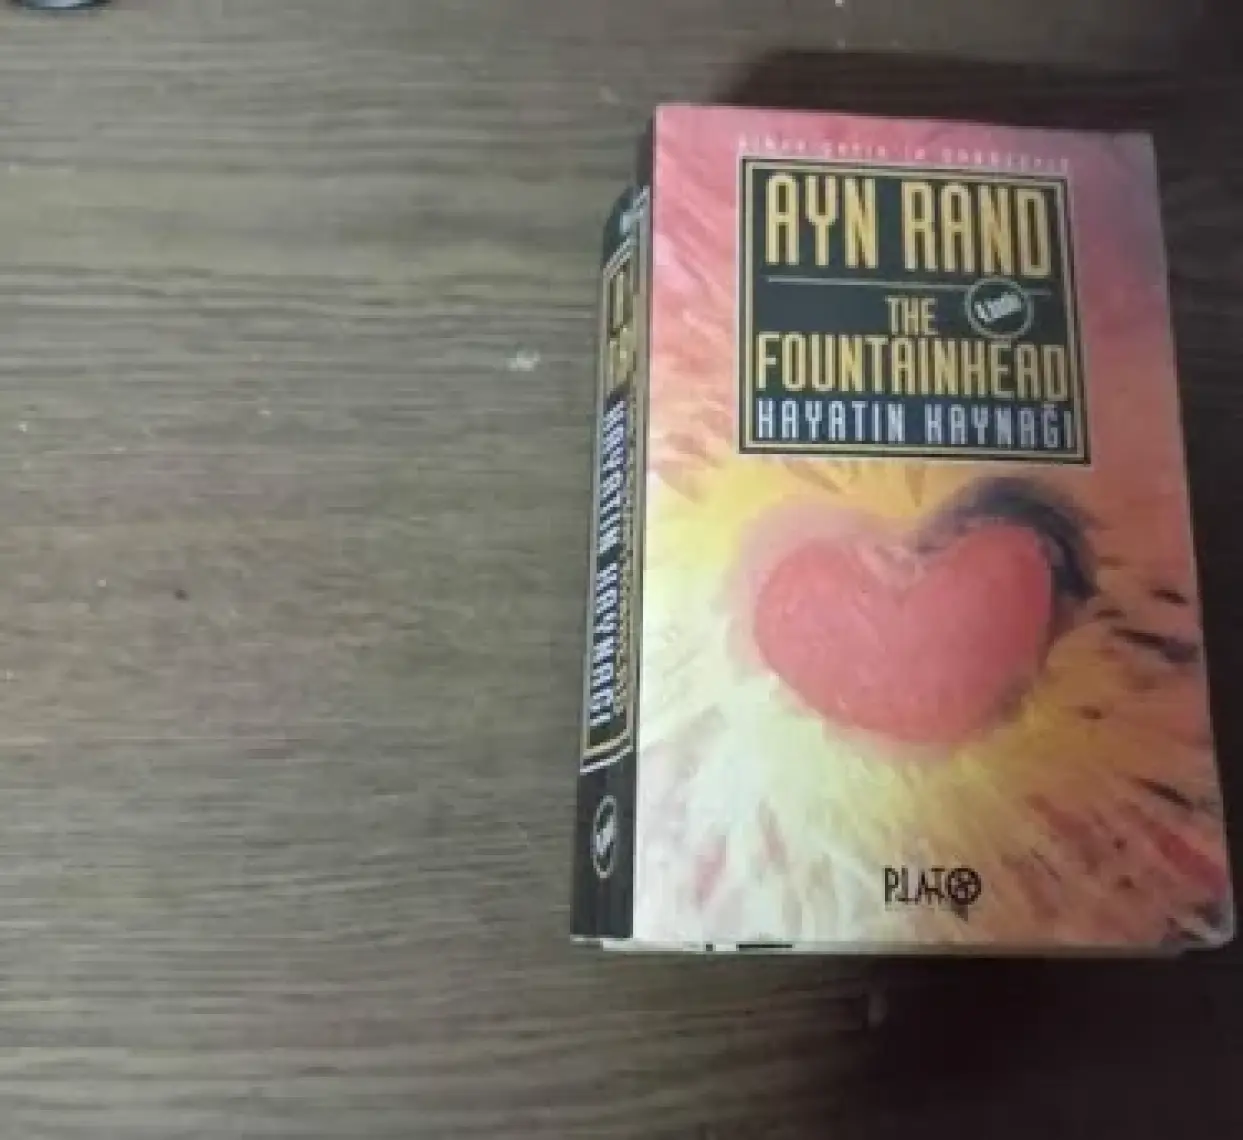 AYN RAND
THE
FOUNTAINHEAD
HAYATIN KAYNAĞI
PLATO
HAYATIN KAYNAĞI